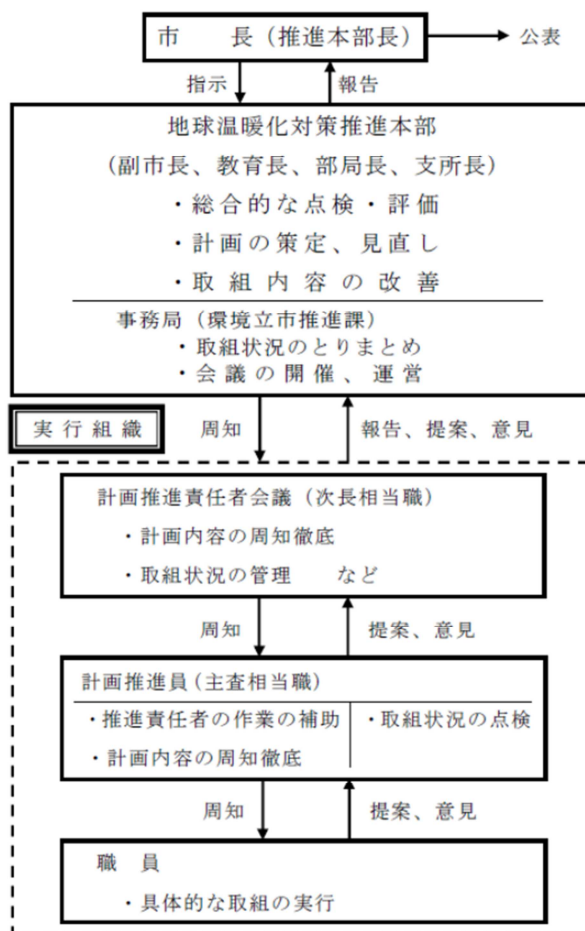 市　　長（推進本部長）
公表
指示
報告
地球温暖化対策推進本部
（副市長、教育長、部局長、支所長）
・総合的な点検・評価
・計画の策定、見直し
・取組内容の改善
事務局（環境立市推進課）
・取組状況のとりまとめ
・会議の開催、運営
実行組織
周知
報告、提案、意見
計画推進責任者会議（次長相当職）
・計画内容の周知徹底
・取組状況の管理　　など
周知
提案、意見
計画推進員（主査相当職）
・推進責任者の作業の補助
・計画内容の周知徹底
・取組状況の点検
周知
提案、意見
職　員
・具体的な取組の実行